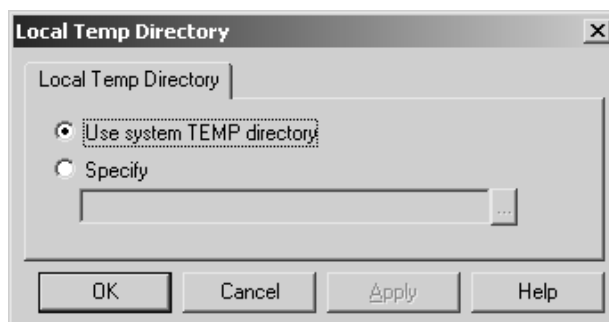 Local Temp Directory
Local Temp Directory
Use system TEMP directory
Specify
...
OK Cancel Apply Help